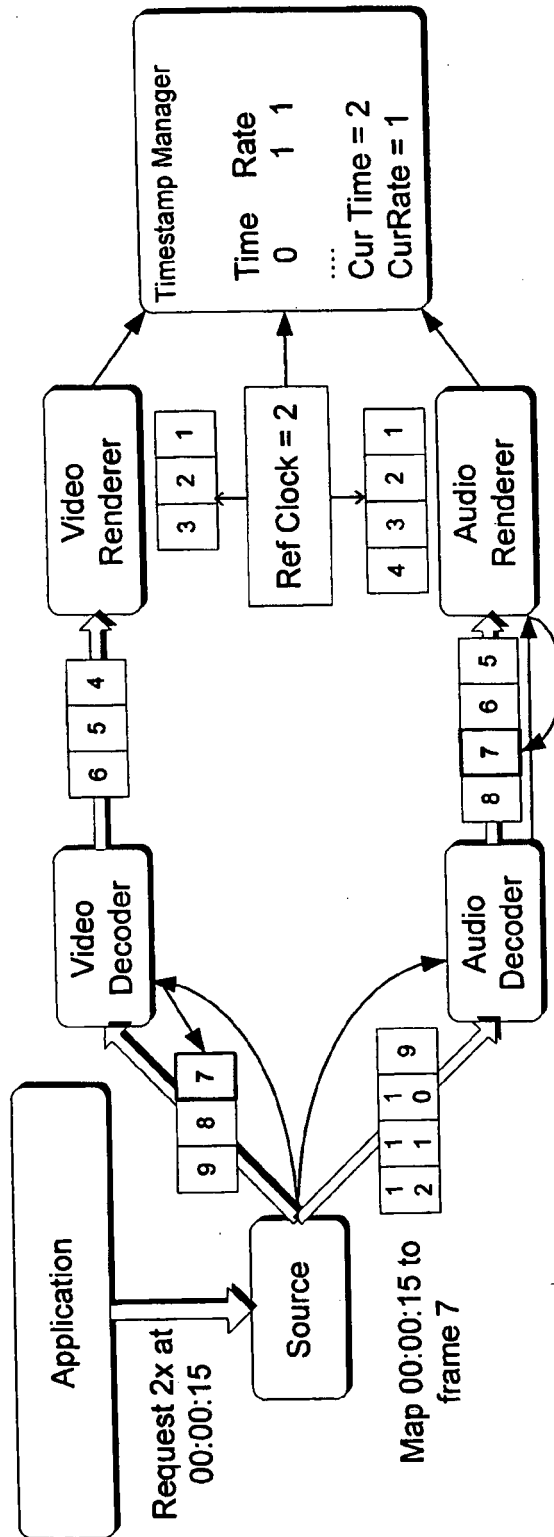 Application
Request 2x at
00:00:15
Source
Map 00:00:15 to
frame 7
9 8 7
1 1 1 9
2 1 0
Video
Decoder
Audio
Decoder
6 5 4
8 7 6 5
Video
Renderer
3 2 1
Ref Clock = 2
4 3 2 1
Audio
Renderer
Timestamp Manager
Time Rate
0 1 1
....
Cur Time = 2
CurRate = 1